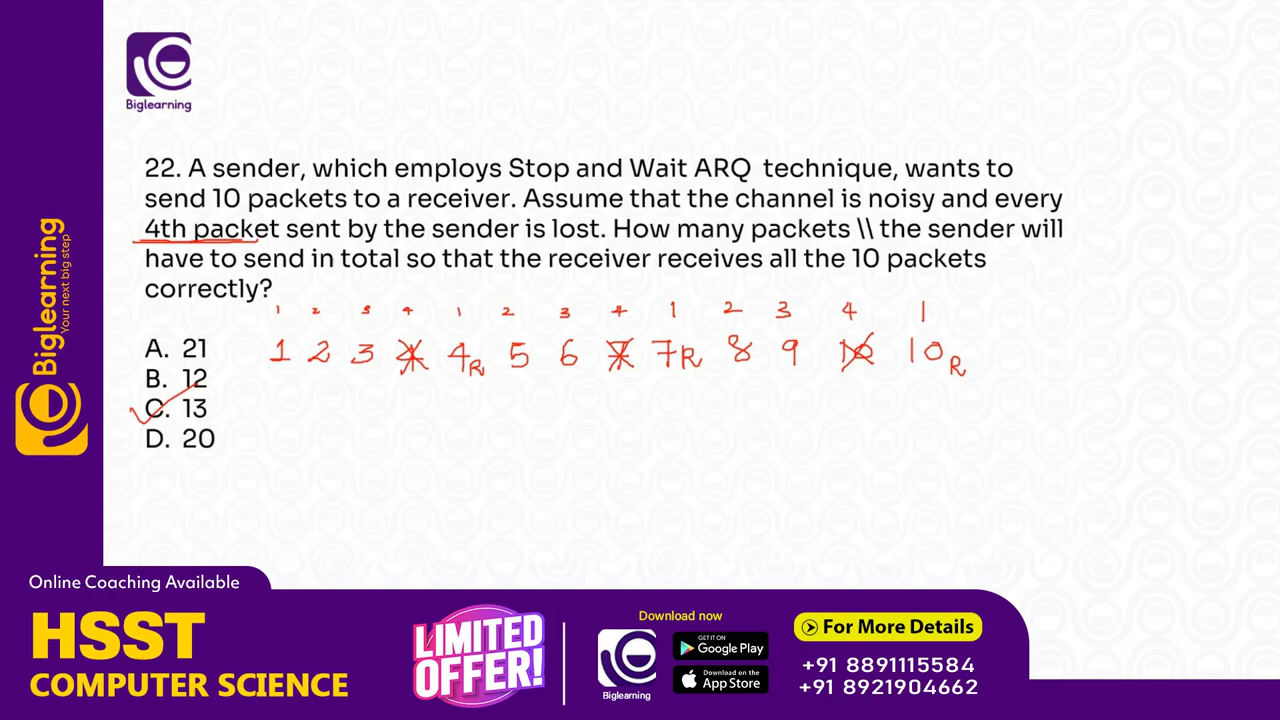 Biglearning
Biglearning
Your next big step
22. A sender, which employs Stop and Wait ARQ technique, wants to
send 10 packets to a receiver. Assume that the channel is noisy and every
4th packet sent by the sender is lost. How many packets \\ the sender will
have to send in total so that the receiver receives all the 10 packets
correctly?
1 2 3 4 1 2 3 4 1 2 3 4 1
1 2 3 4 4R 5 6 7 7R 8 9 10 10R
A. 21
B. 12
C. 13
D. 20
Online Coaching Available
HSST
COMPUTER SCIENCE
LIMITED
OFFER!
Download now
Biglearning
GET IT ON
Google Play
Download on the
App Store
For More Details
+91 8891115584
+91 8921904662